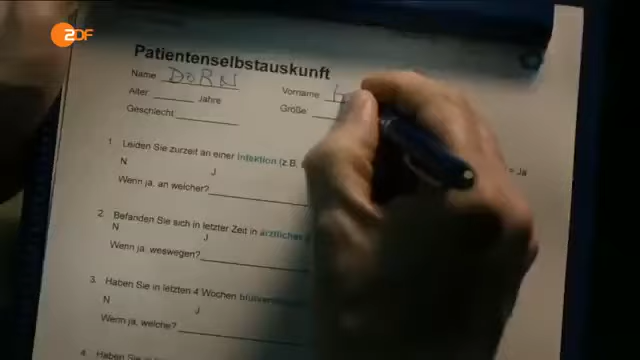 ZDF
Patientenselbstauskunft
Name DORN Vorname
Alter: Jahre Größe:
Geschlecht:
= Ja
1. Leiden Sie zurzeit an einer Infektion (z.B.
N J
Wenn ja, an welcher?
2. Befanden Sie sich in letzter Zeit in ärztlicher
N J
Wenn ja, weswegen?
3. Haben Sie in letzten 4 Wochen
N J
Wenn ja, welche?
4. Haben Sie in